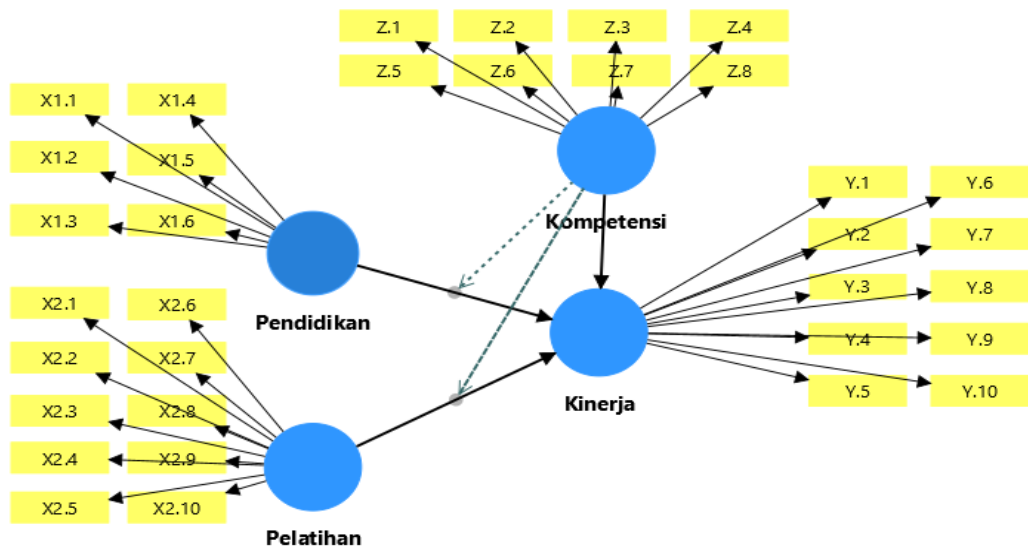 Z.1 Z.2 Z.3 Z.4
Z.5 Z.6 Z.7 Z.8
Kompetensi
X1.1 X1.4
X1.2 X1.5
X1.3 X1.6
Pendidikan
X2.1 X2.6
X2.2 X2.7
X2.3 X2.8
X2.4 X2.9
X2.5 X2.10
Pelatihan
Y.1 Y.6
Y.2 Y.7
Y.3 Y.8
Y.4 Y.9
Y.5 Y.10
Kinerja